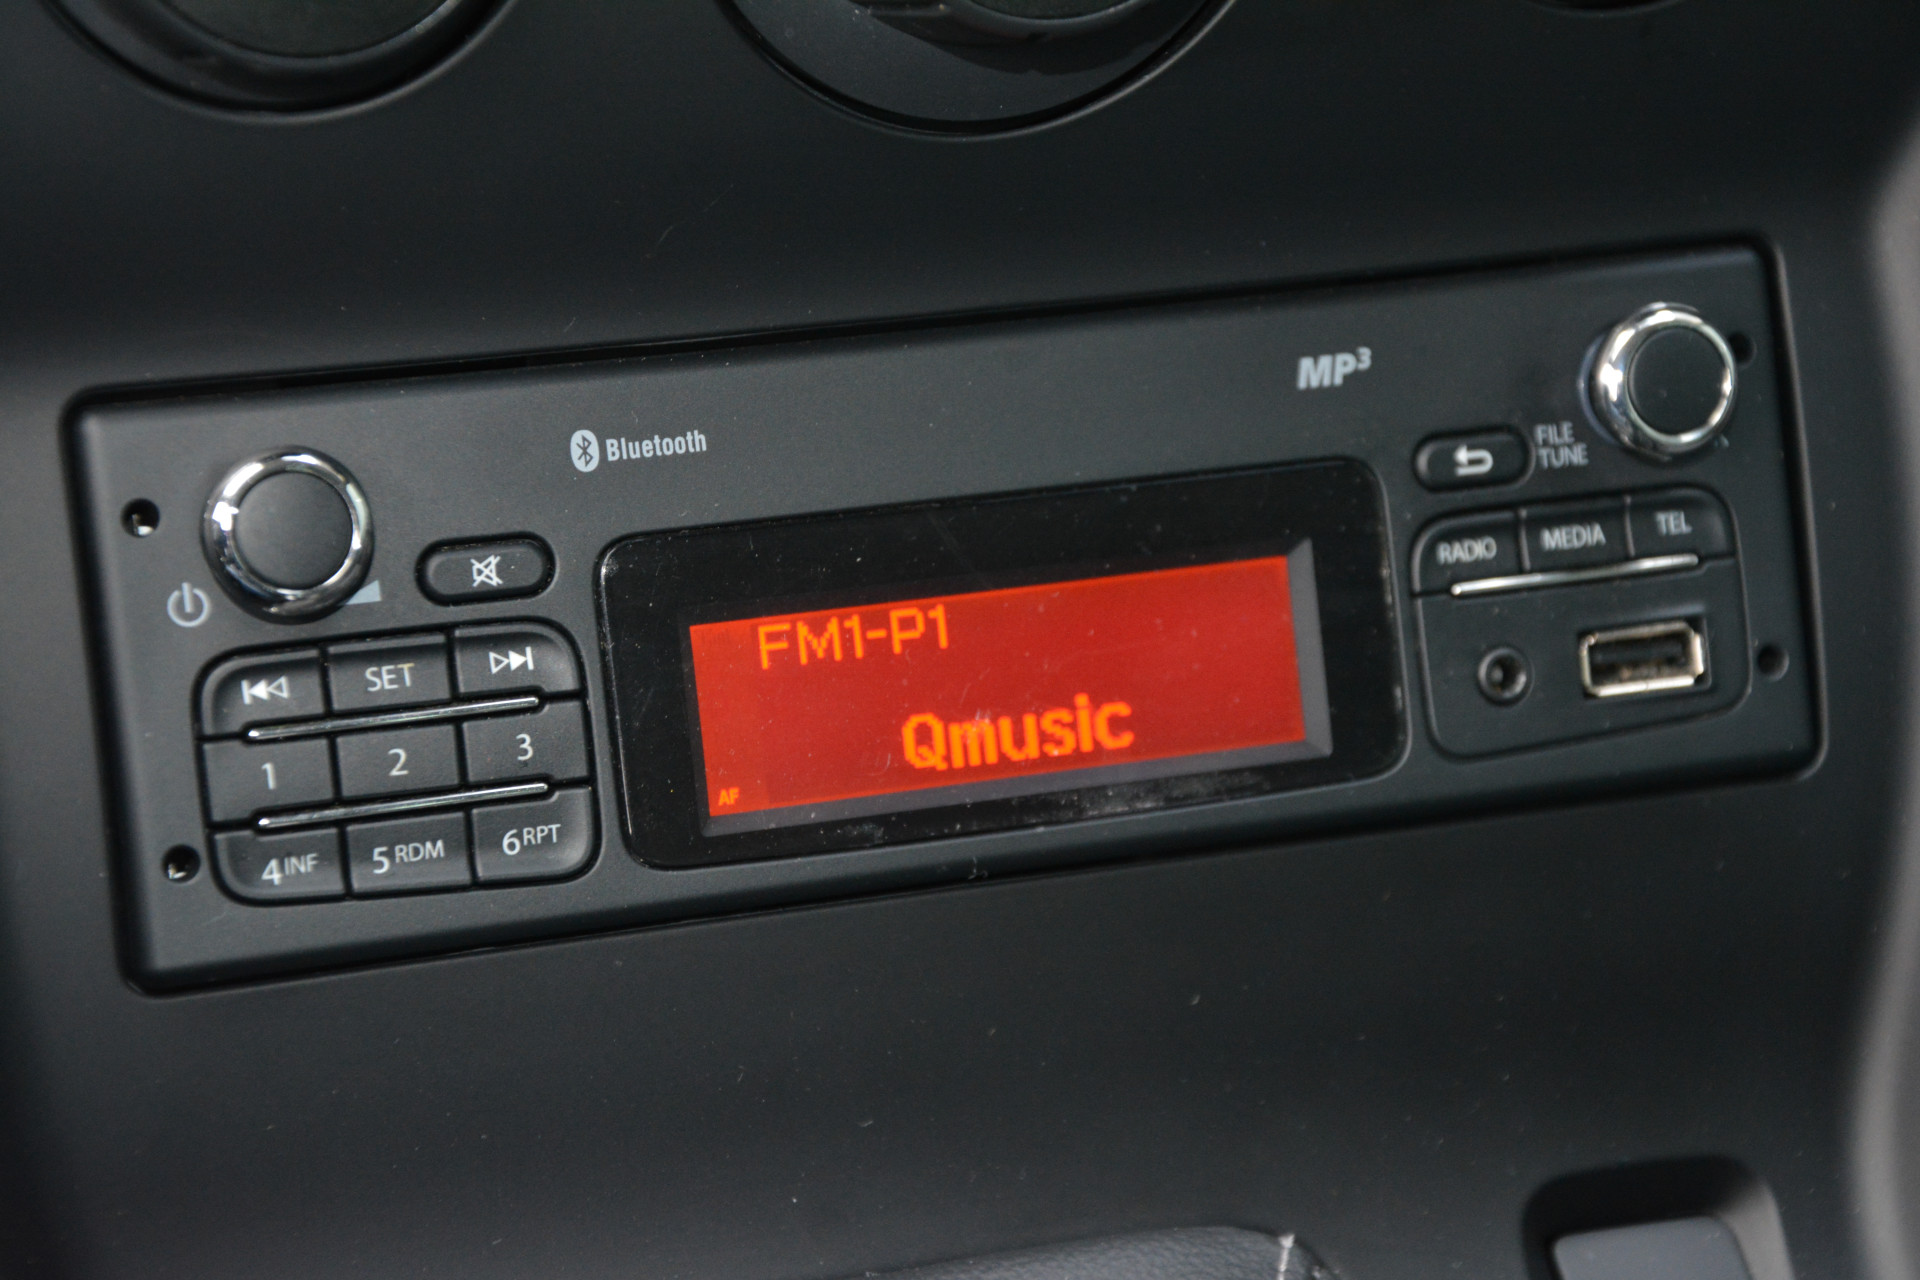 MP3
Bluetooth
FILE
TUNE
RADIO MEDIA TEL
SET
FM1-P1
Qmusic
AF
1 2 3
4 INF 5 RDM 6 RPT